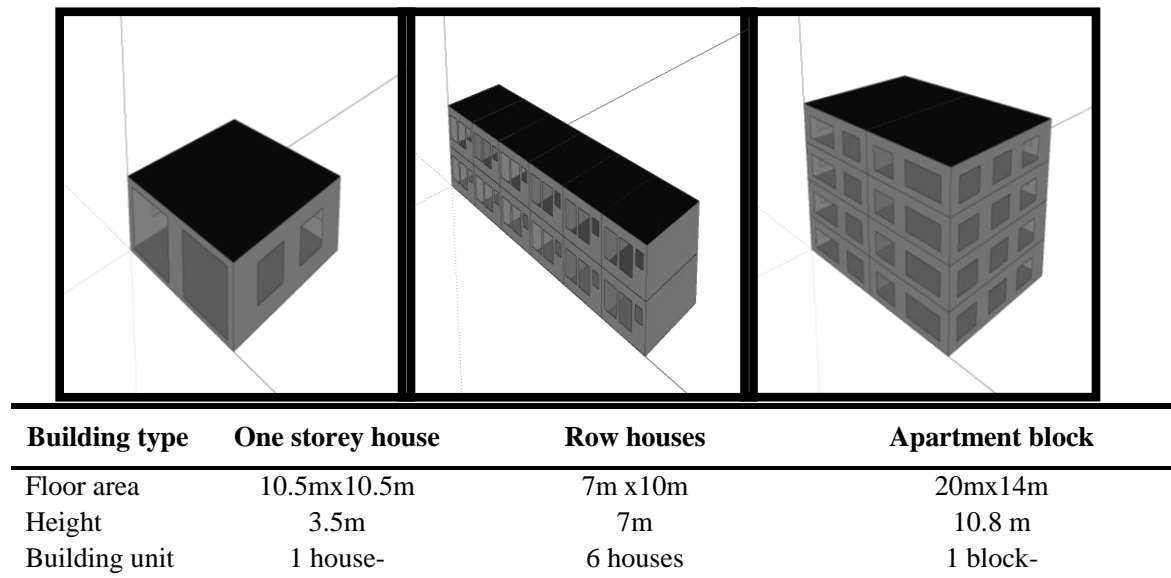 Building type One storey house Row houses Apartment block
Floor area 10.5mx10.5m 7m x10m 20mx14m
Height 3.5m 7m 10.8 m
Building unit 1 house- 6 houses 1 block-